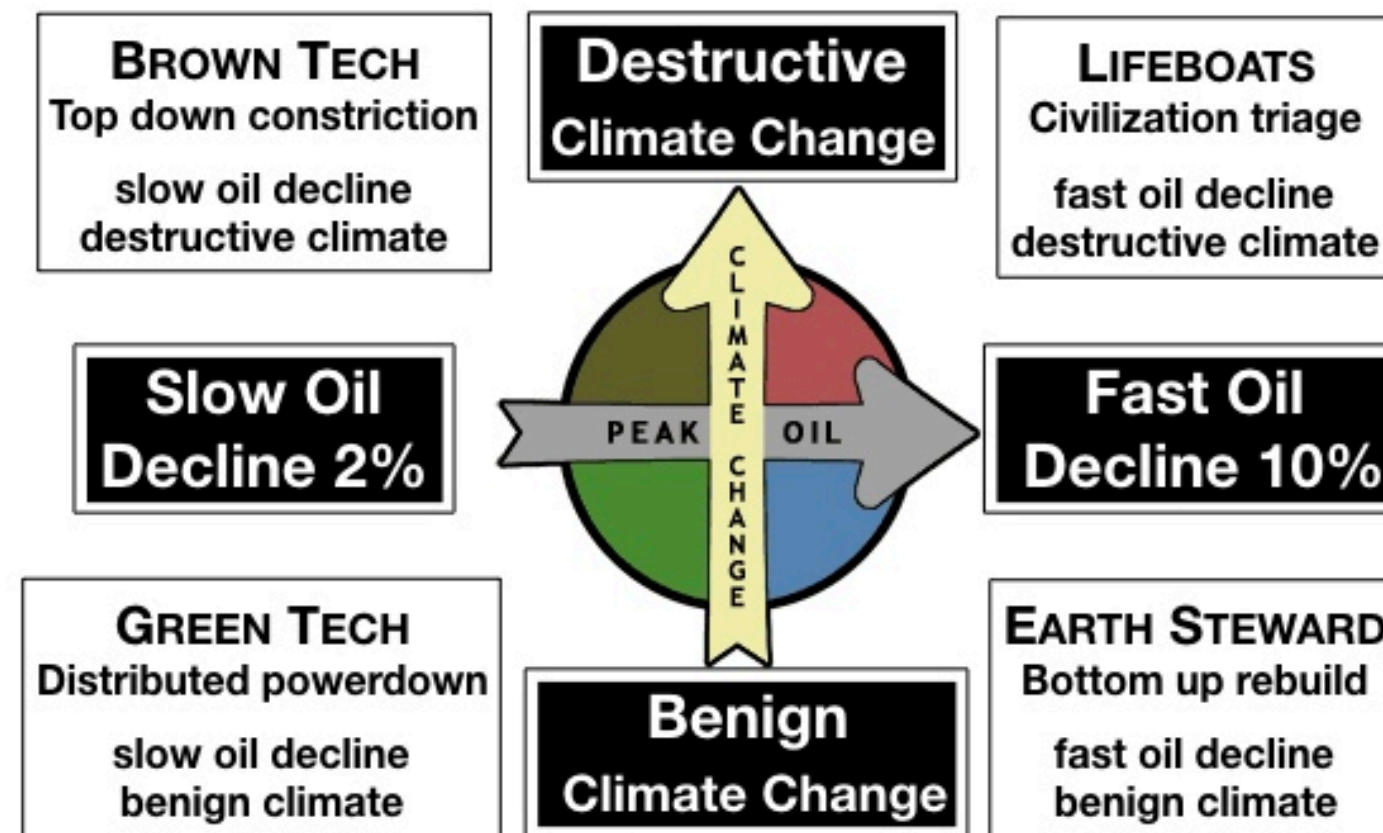 BROWN TECH
Top down constriction
slow oil decline
destructive climate
Destructive
Climate Change
LIFEBOATS
Civilization triage
fast oil decline
destructive climate
Slow Oil
Decline 2%
CLIMATE CHANGE
PEAK OIL
Fast Oil
Decline 10%
GREEN TECH
Distributed powerdown
slow oil decline
benign climate
Benign
Climate Change
EARTH STEWARD
Bottom up rebuild
fast oil decline
benign climate